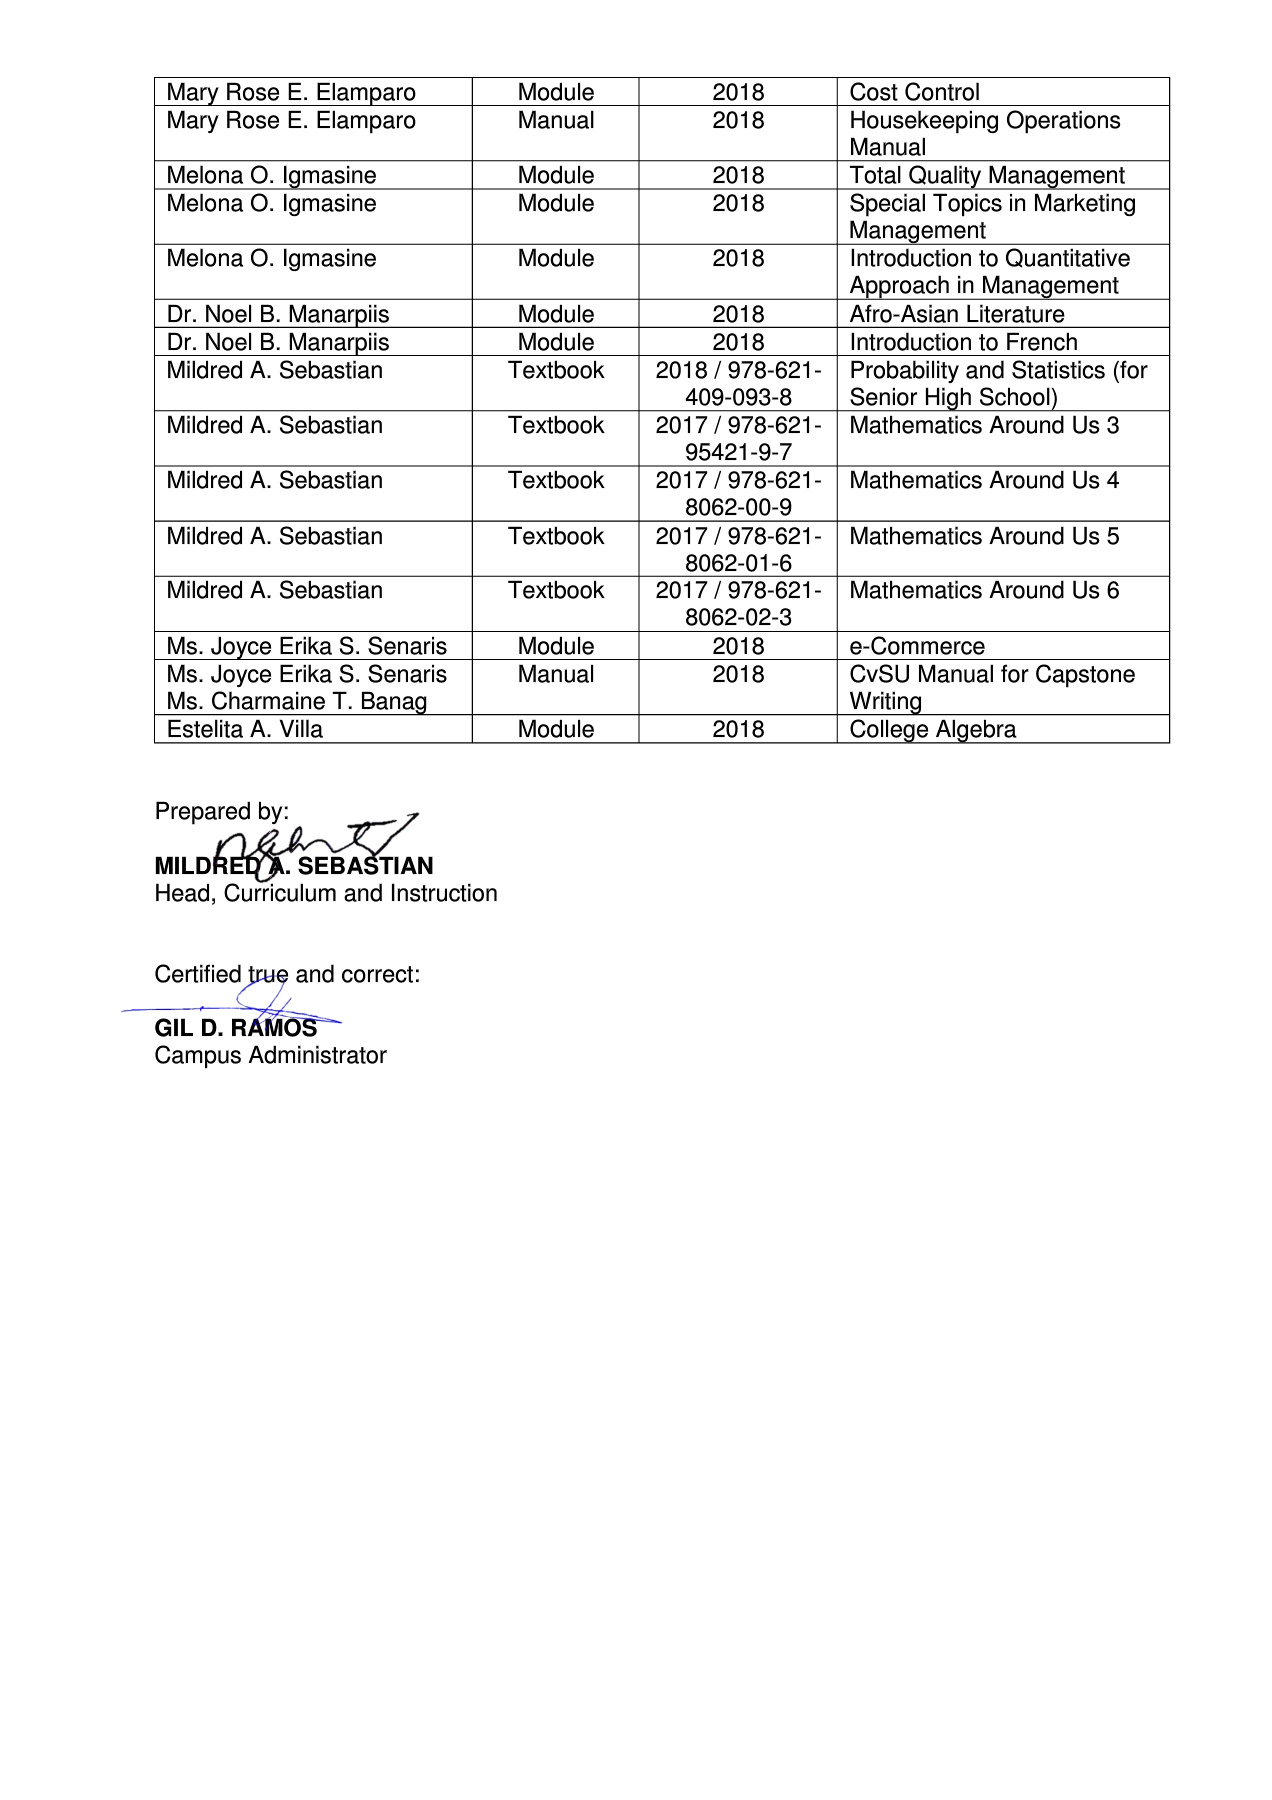 Mary Rose E. Elamparo Module 2018 Cost Control
Mary Rose E. Elamparo Manual 2018 Housekeeping Operations
Manual
Melona O. Igmasine Module 2018 Total Quality Management
Melona O. Igmasine Module 2018 Special Topics in Marketing
Management
Melona O. Igmasine Module 2018 Introduction to Quantitative
Approach in Management
Dr. Noel B. Manarpiis Module 2018 Afro-Asian Literature
Dr. Noel B. Manarpiis Module 2018 Introduction to French
Mildred A. Sebastian Textbook 2018 / 978-621- Probability and Statistics (for
409-093-8 Senior High School)
Mildred A. Sebastian Textbook 2017 / 978-621- Mathematics Around Us 3
95421-9-7
Mildred A. Sebastian Textbook 2017 / 978-621- Mathematics Around Us 4
8062-00-9
Mildred A. Sebastian Textbook 2017 / 978-621- Mathematics Around Us 5
8062-01-6
Mildred A. Sebastian Textbook 2017 / 978-621- Mathematics Around Us 6
8062-02-3
Ms. Joyce Erika S. Senaris Module 2018 e-Commerce
Ms. Joyce Erika S. Senaris Manual 2018 CvSU Manual for Capstone
Ms. Charmaine T. Banag Writing
Estelita A. Villa Module 2018 College Algebra
Prepared by:
MILDRED A. SEBASTIAN
Head, Curriculum and Instruction
Certified true and correct:
GIL D. RAMOS
Campus Administrator